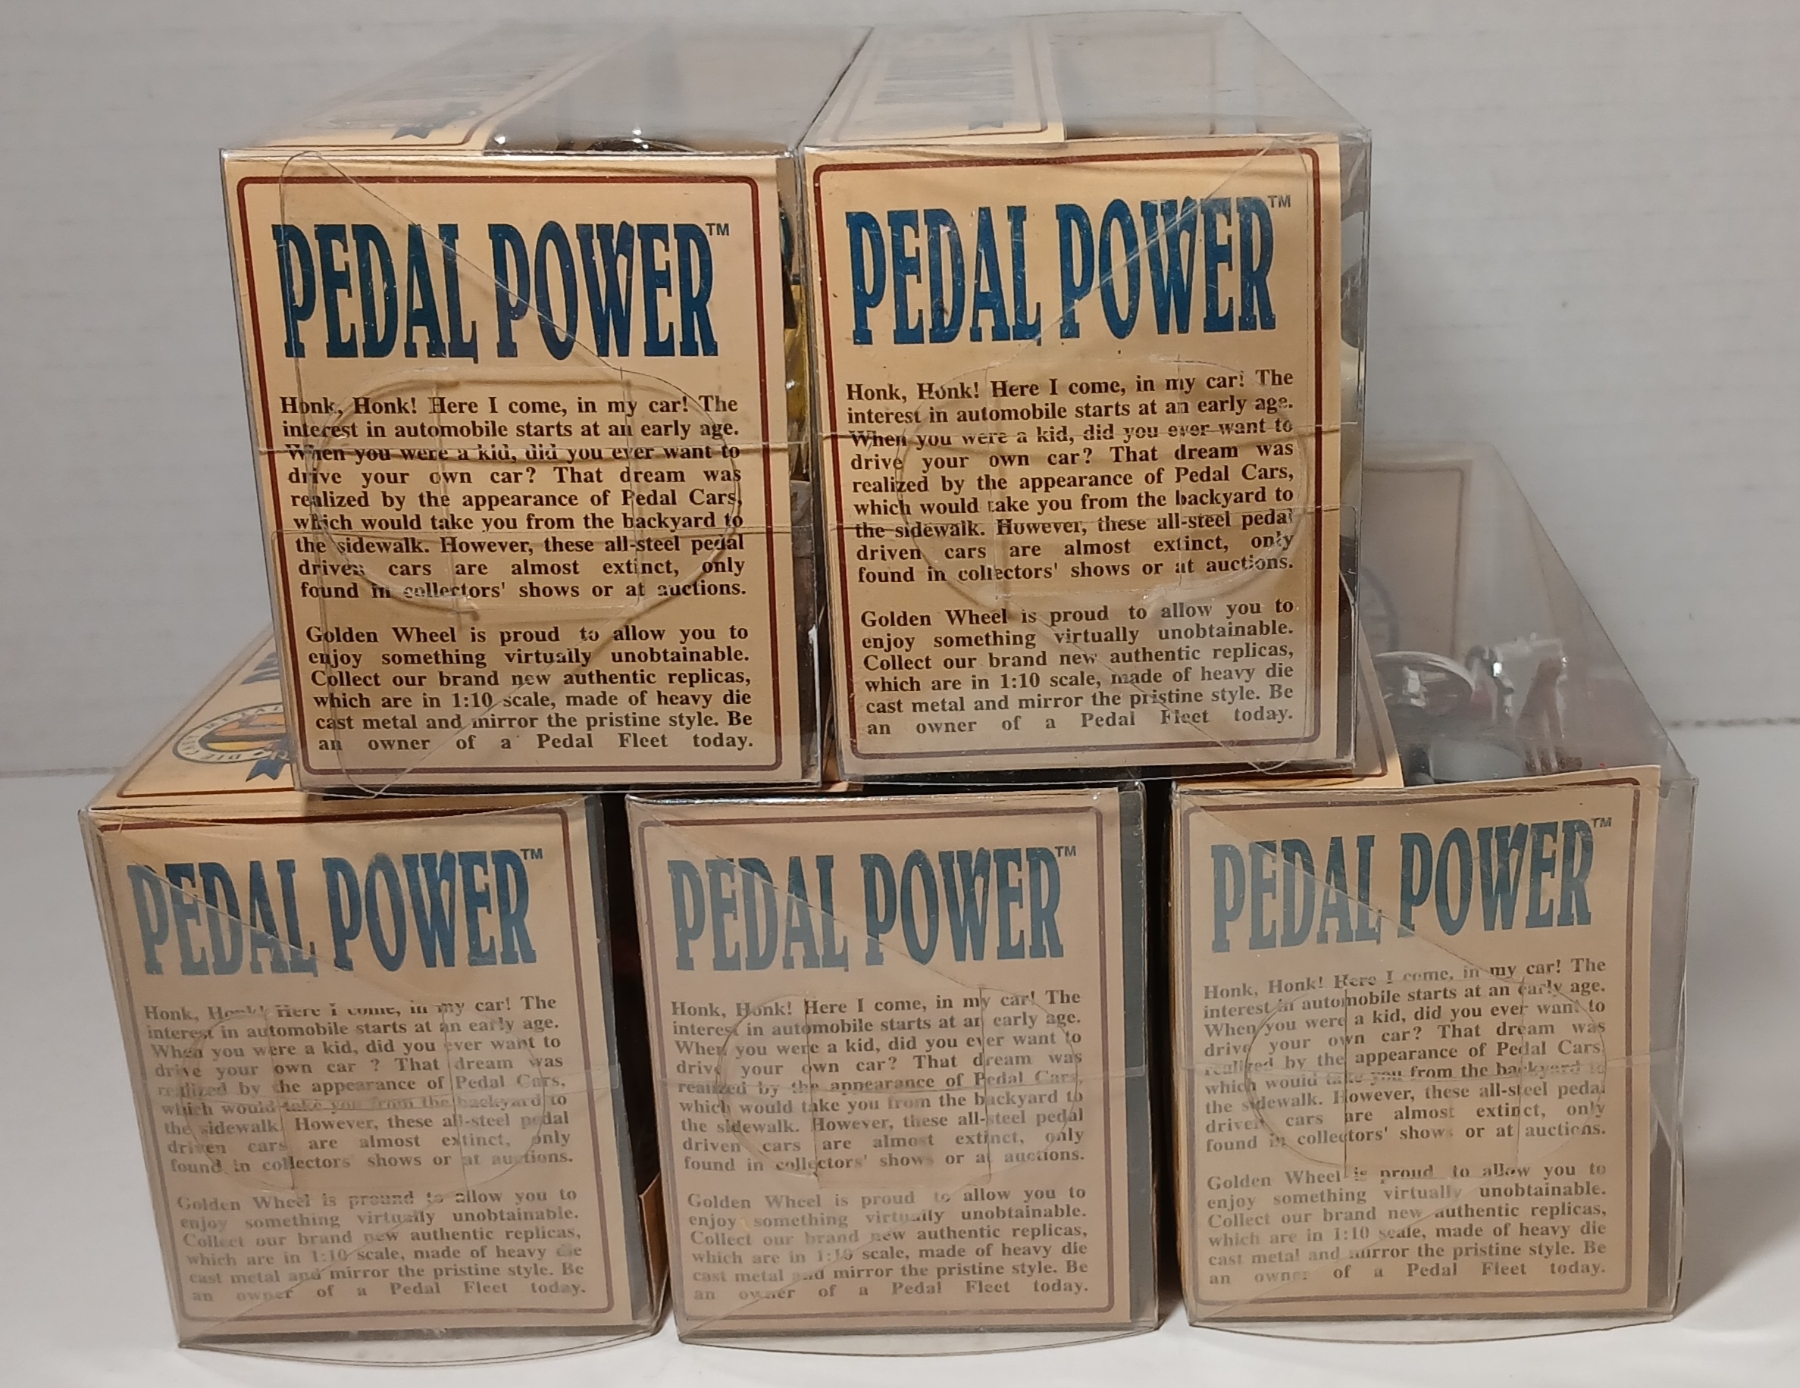 PEDAL POWER™
Honk, Honk! Here I come, in my car! The
interest in automobile starts at an early age.
When you were a kid, did you ever want to
drive your own car? That dream was
realized by the appearance of Pedal Cars,
which would take you from the backyard to
the sidewalk. However, these all-steel pedal
driven cars are almost extinct, only
found in collectors' shows or at auctions.
Golden Wheel is proud to allow you to
enjoy something virtually unobtainable.
Collect our brand new authentic replicas,
which are in 1:10 scale, made of heavy die
cast metal and mirror the pristine style. Be
an owner of a Pedal Fleet today.
PEDAL POWER™
Honk, Honk! Here I come, in my car! The
interest in automobile starts at an early age.
When you were a kid, did you ever want to
drive your own car? That dream was
realized by the appearance of Pedal Cars,
which would take you from the backyard to
the sidewalk. However, these all-steel pedal
driven cars are almost extinct, only
found in collectors' shows or at auctions.
Golden Wheel is proud to allow you to
enjoy something virtually unobtainable.
Collect our brand new authentic replicas,
which are in 1:10 scale, made of heavy die
cast metal and mirror the pristine style. Be
an owner of a Pedal Fleet today.
PEDAL POWER™
Honk, Honk! Here I come, in my car! The
interest in automobile starts at an early age.
When you were a kid, did you ever want to
drive your own car ? That dream was
realized by the appearance of Pedal Cars,
which would take you from the backyard to
the sidewalk. However, these all-steel pedal
driven cars are almost extinct, only
found in collectors' shows or at auctions.
Golden Wheel is pround to allow you to
enjoy something virtually unobtainable.
Collect our brand new authentic replicas,
which are in 1:10 scale, made of heavy die
cast metal and mirror the pristine style. Be
an owner of a Pedal Fleet today.
PEDAL POWER™
Honk, Honk! Here I come, in my car! The
interest in automobile starts at an early age.
When you were a kid, did you ever want to
drive your own car? That dream was
realized by the appearance of Pedal Cars,
which would take you from the backyard to
the sidewalk. However, these all-steel pedal
driven cars are almost extinct, only
found in collectors' shows or at auctions.
Golden Wheel is proud to allow you to
enjoy something virtually unobtainable.
Collect our brand new authentic replicas,
which are in 1:10 scale, made of heavy die
cast metal and mirror the pristine style. Be
an owner of a Pedal Fleet today.
PEDAL POWER™
Honk, Honk! Here I come, in my car! The
interest in automobile starts at an early age.
When you were a kid, did you ever want to
drive your own car? That dream was
realized by the appearance of Pedal Cars
which would take you from the backyard to
the sidewalk. However, these all-steel pedal
driven cars are almost extinct, only
found in collectors' shows or at auctions.
Golden Wheel is proud to allow you to
enjoy something virtually unobtainable.
Collect our brand new authentic replicas,
which are in 1:10 scale, made of heavy die
cast metal and mirror the pristine style. Be
an owner of a Pedal Fleet today.